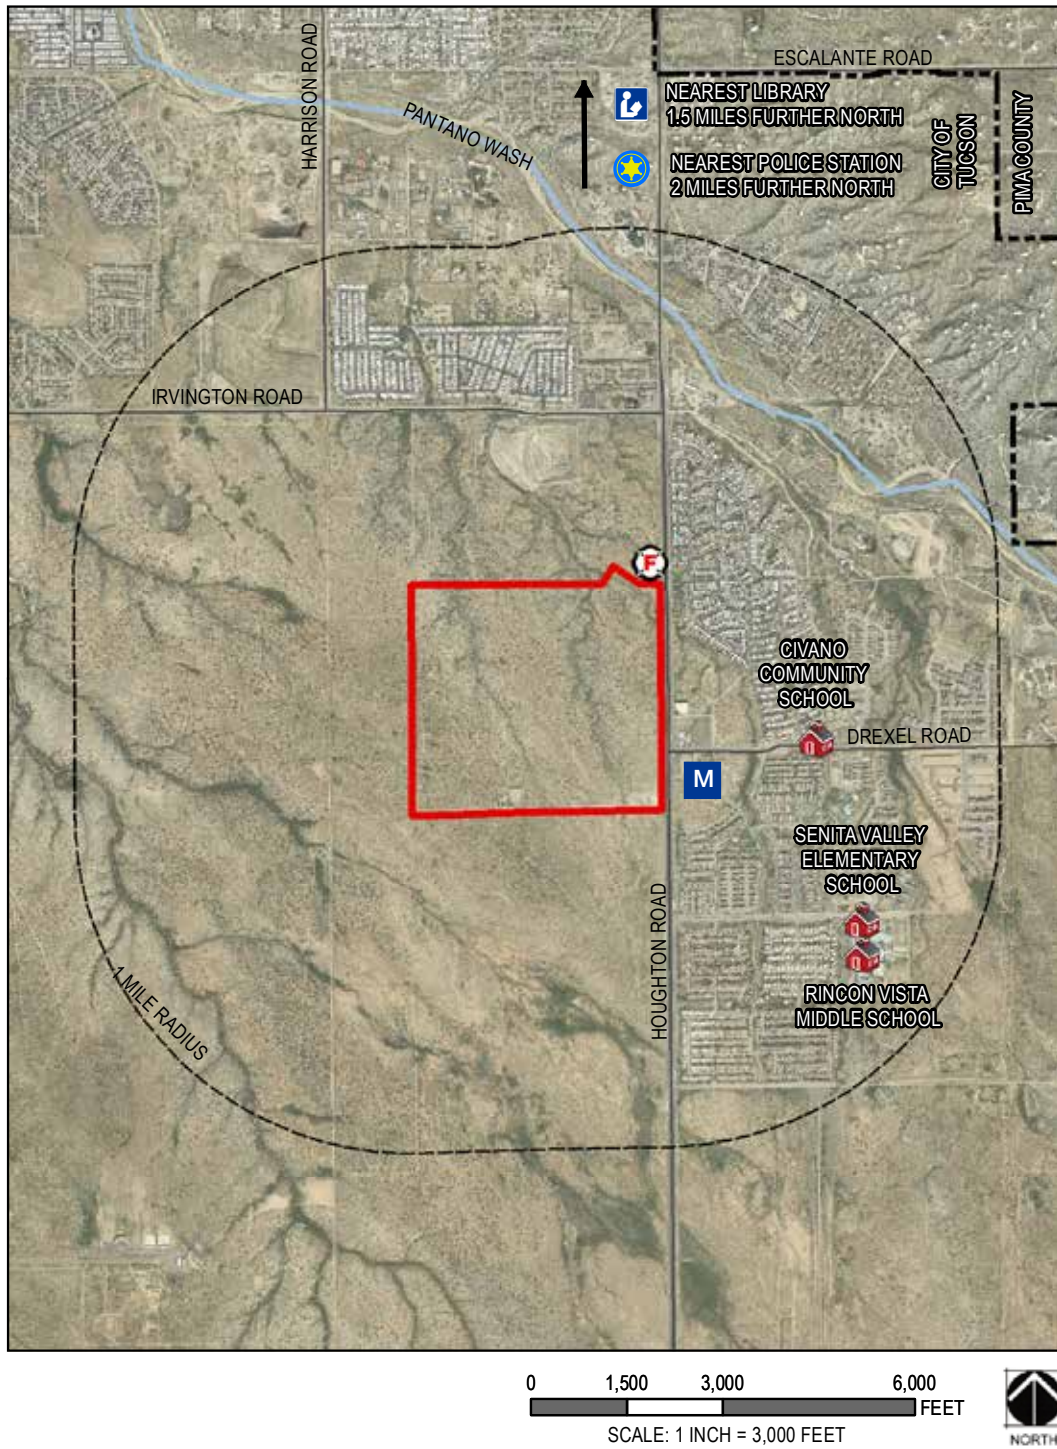 ESCALANTE ROAD
HARRISON ROAD
NEAREST LIBRARY
1.5 MILES FURTHER NORTH
PANTANO WASH
CITY OF
TUCSON
PIMA COUNTY
NEAREST POLICE STATION
2 MILES FURTHER NORTH
IRVINGTON ROAD
F
CIVANO
COMMUNITY
SCHOOL
DREXEL ROAD
M
SENITA VALLEY
ELEMENTARY
SCHOOL
HOUGHTON ROAD
RINCON VISTA
MIDDLE SCHOOL
1 MILE RADIUS
0 1,500 3,000 6,000
FEET
SCALE: 1 INCH = 3,000 FEET
NORTH